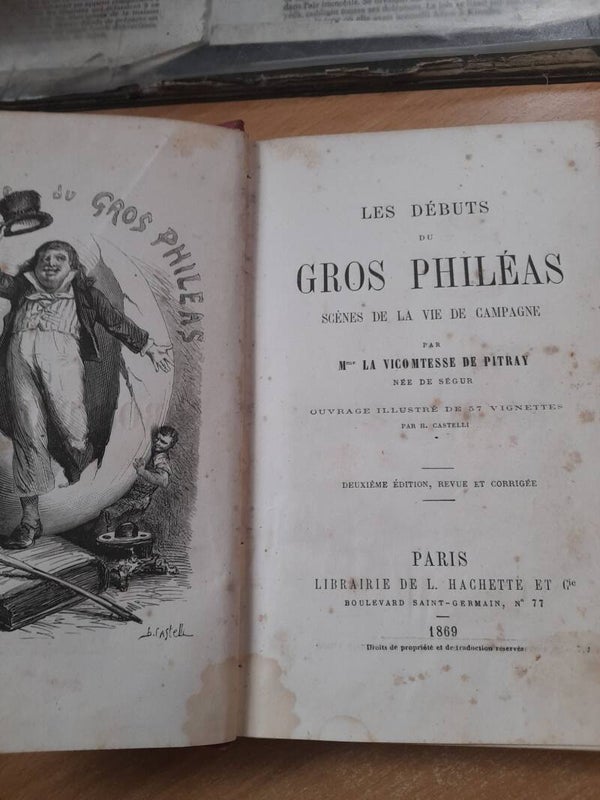 DU GROS PHILEAS
h. Castelli
LES DÉBUTS
DU
GROS PHILÉAS
SCÈNES DE LA VIE DE CAMPAGNE
PAR
Mme LA VICOMTESSE DE PITRAY
NÉE DE SÉGUR
OUVRAGE ILLUSTRÉ DE 57 VIGNETTES
PAR H. CASTELLI
DEUXIÈME ÉDITION, REVUE ET CORRIGÉE
PARIS
LIBRAIRIE DE L. HACHETTE ET Cie
BOULEVARD SAINT-GERMAIN, N° 77
1869
Droits de propriété et de traduction réservés